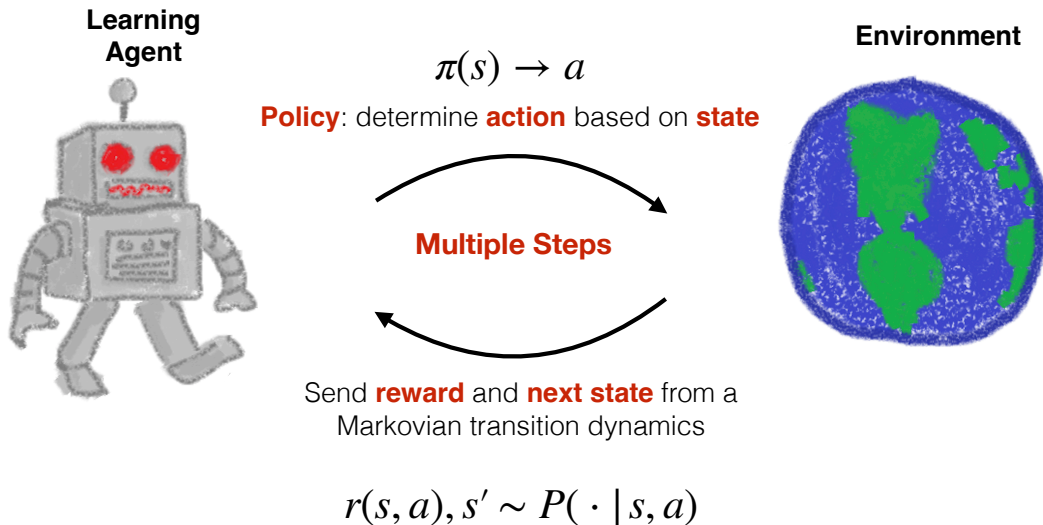 Learning
Agent
Environment
π(s) → a
Policy: determine action based on state
Multiple Steps
Send reward and next state from a
Markovian transition dynamics
r(s, a), s′ ∼ P( · | s, a)